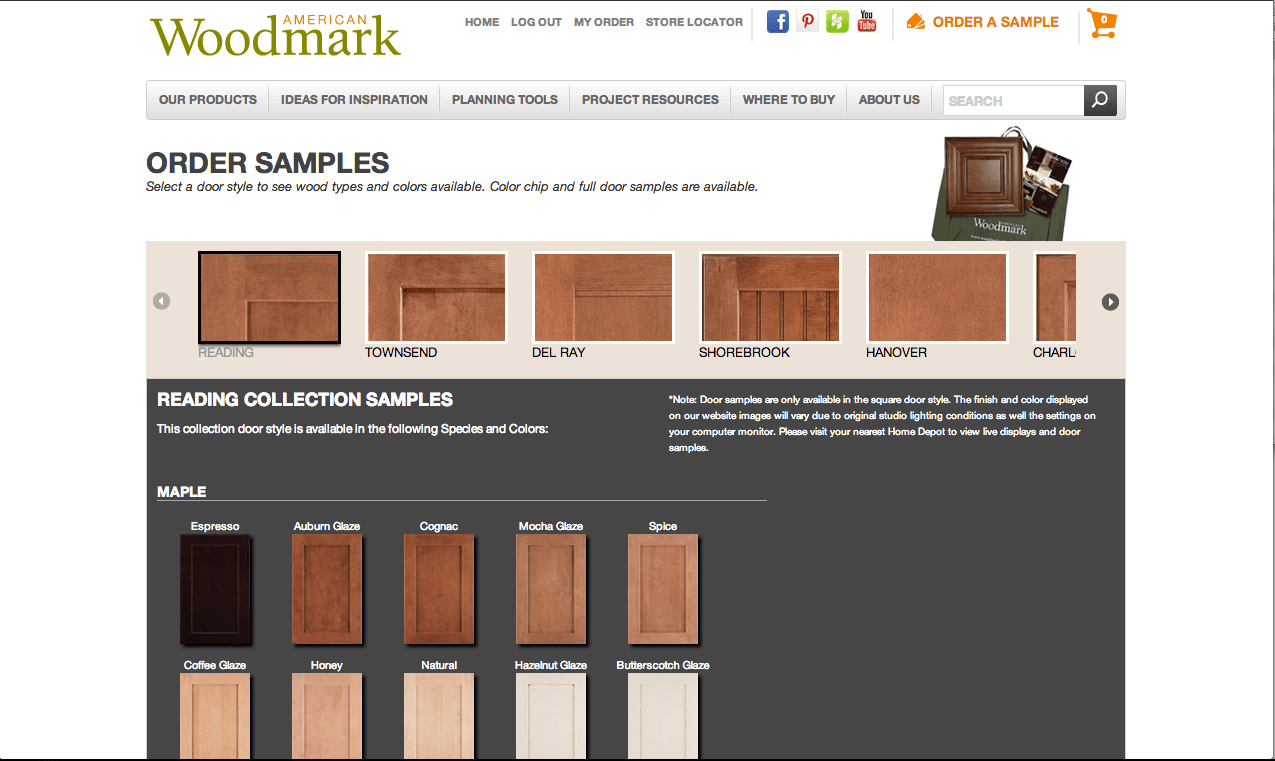 AMERICAN
Woodmark
HOME LOG OUT MY ORDER STORE LOCATOR
You
Tube
ORDER A SAMPLE
0
OUR PRODUCTS IDEAS FOR INSPIRATION PLANNING TOOLS PROJECT RESOURCES WHERE TO BUY ABOUT US SEARCH
ORDER SAMPLES
Select a door style to see wood types and colors available. Color chip and full door samples are available.
Woodmark
READING TOWNSEND DEL RAY SHOREBROOK HANOVER CHARL
READING COLLECTION SAMPLES
This collection door style is available in the following Species and Colors:
*Note: Door samples are only available in the square door style. The finish and color displayed
on our website images will vary due to original studio lighting conditions as well the settings on
your computer monitor. Please visit your nearest Home Depot to view live displays and door
samples.
MAPLE
Espresso Auburn Glaze Cognac Mocha Glaze Spice
Coffee Glaze Honey Natural Hazelnut Glaze Butterscotch Glaze